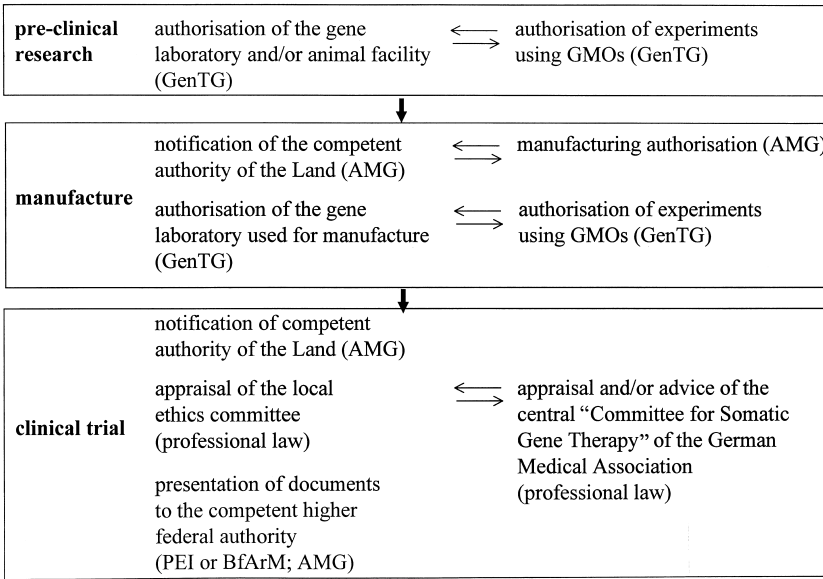 pre-clinical
research
authorisation of the gene
laboratory and/or animal facility
(GenTG)
authorisation of experiments
using GMOs (GenTG)
manufacture
notification of the competent
authority of the Land (AMG)
manufacturing authorisation (AMG)
authorisation of the gene
laboratory used for manufacture
(GenTG)
authorisation of experiments
using GMOs (GenTG)
clinical trial
notification of competent
authority of the Land (AMG)
appraisal of the local
ethics committee
(professional law)
appraisal and/or advice of the
central “Committee for Somatic
Gene Therapy” of the German
Medical Association
(professional law)
presentation of documents
to the competent higher
federal authority
(PEI or BfArM; AMG)